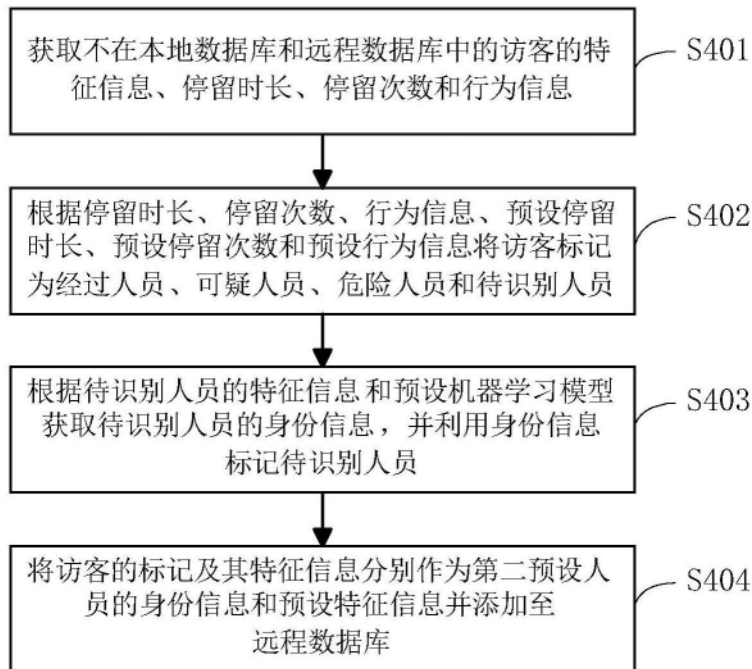 获取不在本地数据库和远程数据库中的访客的特
征信息、停留时长、停留次数和行为信息
S401
根据停留时长、停留次数、行为信息、预设停留
时长、预设停留次数和预设行为信息将访客标记
为经过人员、可疑人员、危险人员和待识别人员
S402
根据待识别人员的特征信息和预设机器学习模型
获取待识别人员的身份信息，并利用身份信息
标记待识别人员
S403
将访客的标记及其特征信息分别作为第二预设人
员的身份信息和预设特征信息并添加至
远程数据库
S404